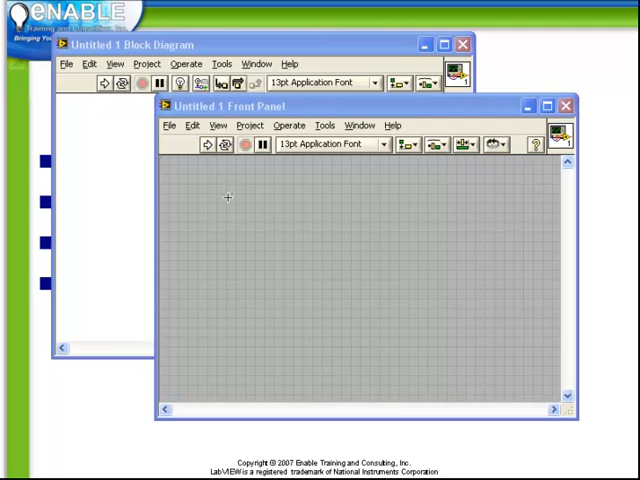 eNABLE
Training and Consulting, Inc.
Bringing You
Untitled 1 Block Diagram
File Edit View Project Operate Tools Window Help
13pt Application Font
1
Untitled 1 Front Panel
File Edit View Project Operate Tools Window Help
13pt Application Font
?
1
Copyright © 2007 Enable Training and Consulting, Inc.
LabVIEW is a registered trademark of National Instruments Corporation